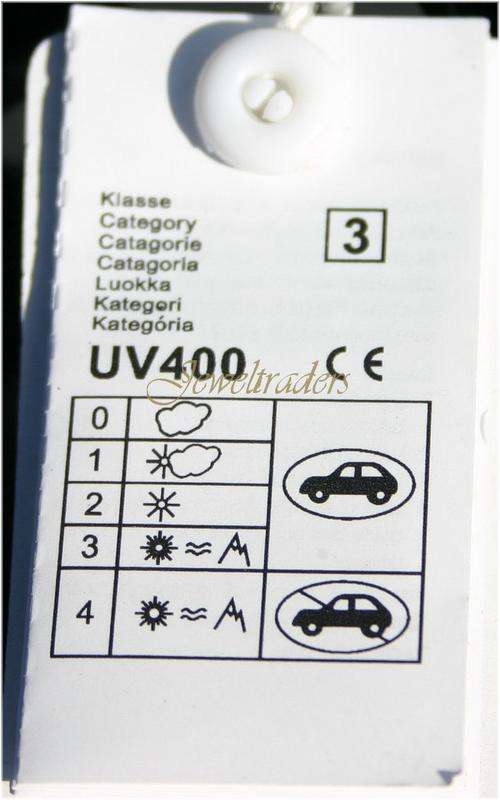 Klasse
Category
Catagorie
Catagoria
Luokka
Kategori
Kategória
3
UV400 CE
Jeweltraders
0
1
2
3
4